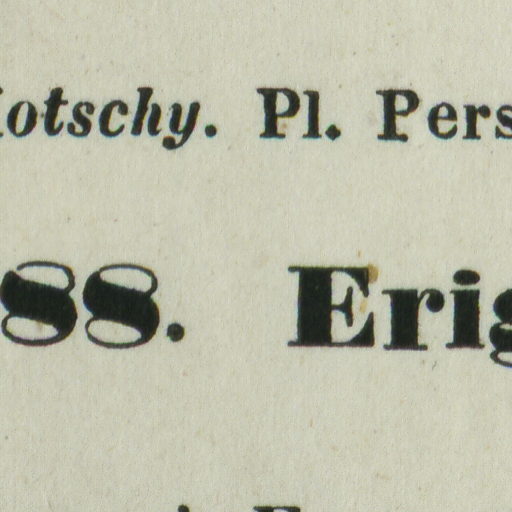 otschy. Pl. Pers
88. Erig